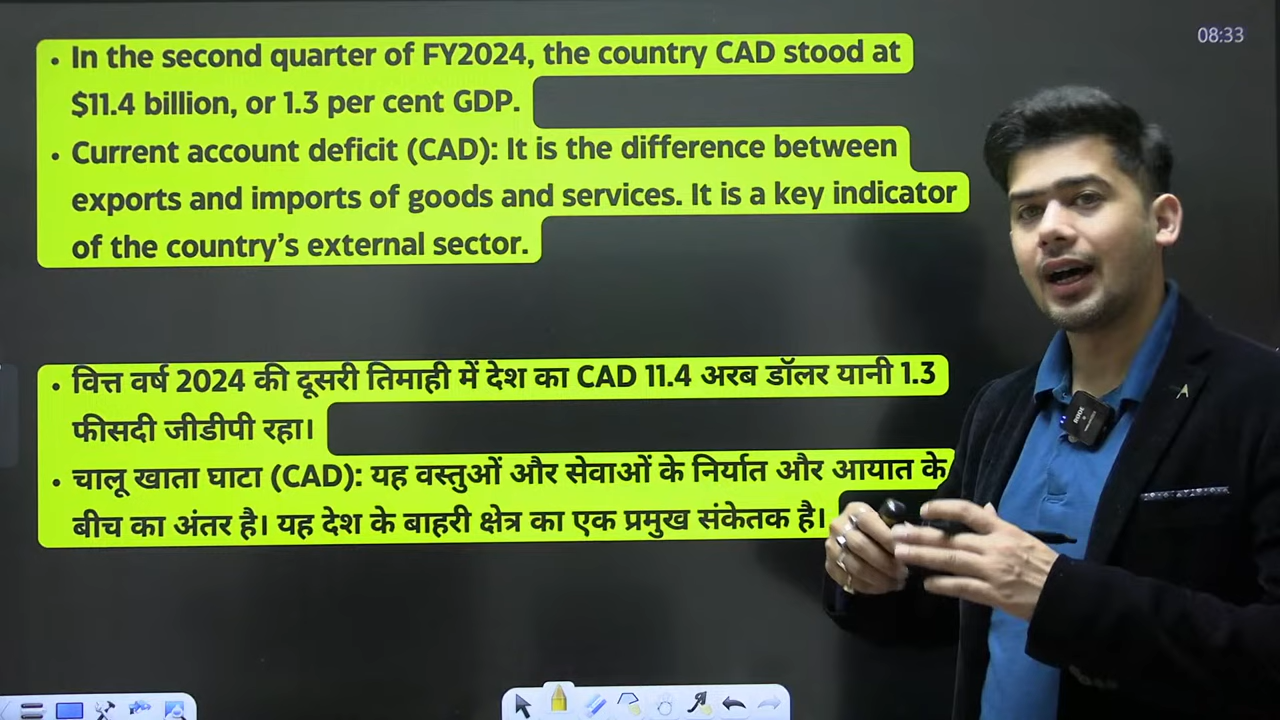 08:33
• In the second quarter of FY2024, the country CAD stood at
$11.4 billion, or 1.3 per cent GDP.
• Current account deficit (CAD): It is the difference between
exports and imports of goods and services. It is a key indicator
of the country's external sector.
• वित्त वर्ष 2024 की दूसरी तिमाही में देश का CAD 11.4 अरब डॉलर यानी 1.3
फीसदी जीडीपी रहा।
• चालू खाता घाटा (CAD): यह वस्तुओं और सेवाओं के निर्यात और आयात के
बीच का अंतर है। यह देश के बाहरी क्षेत्र का एक प्रमुख संकेतक है।
RODE